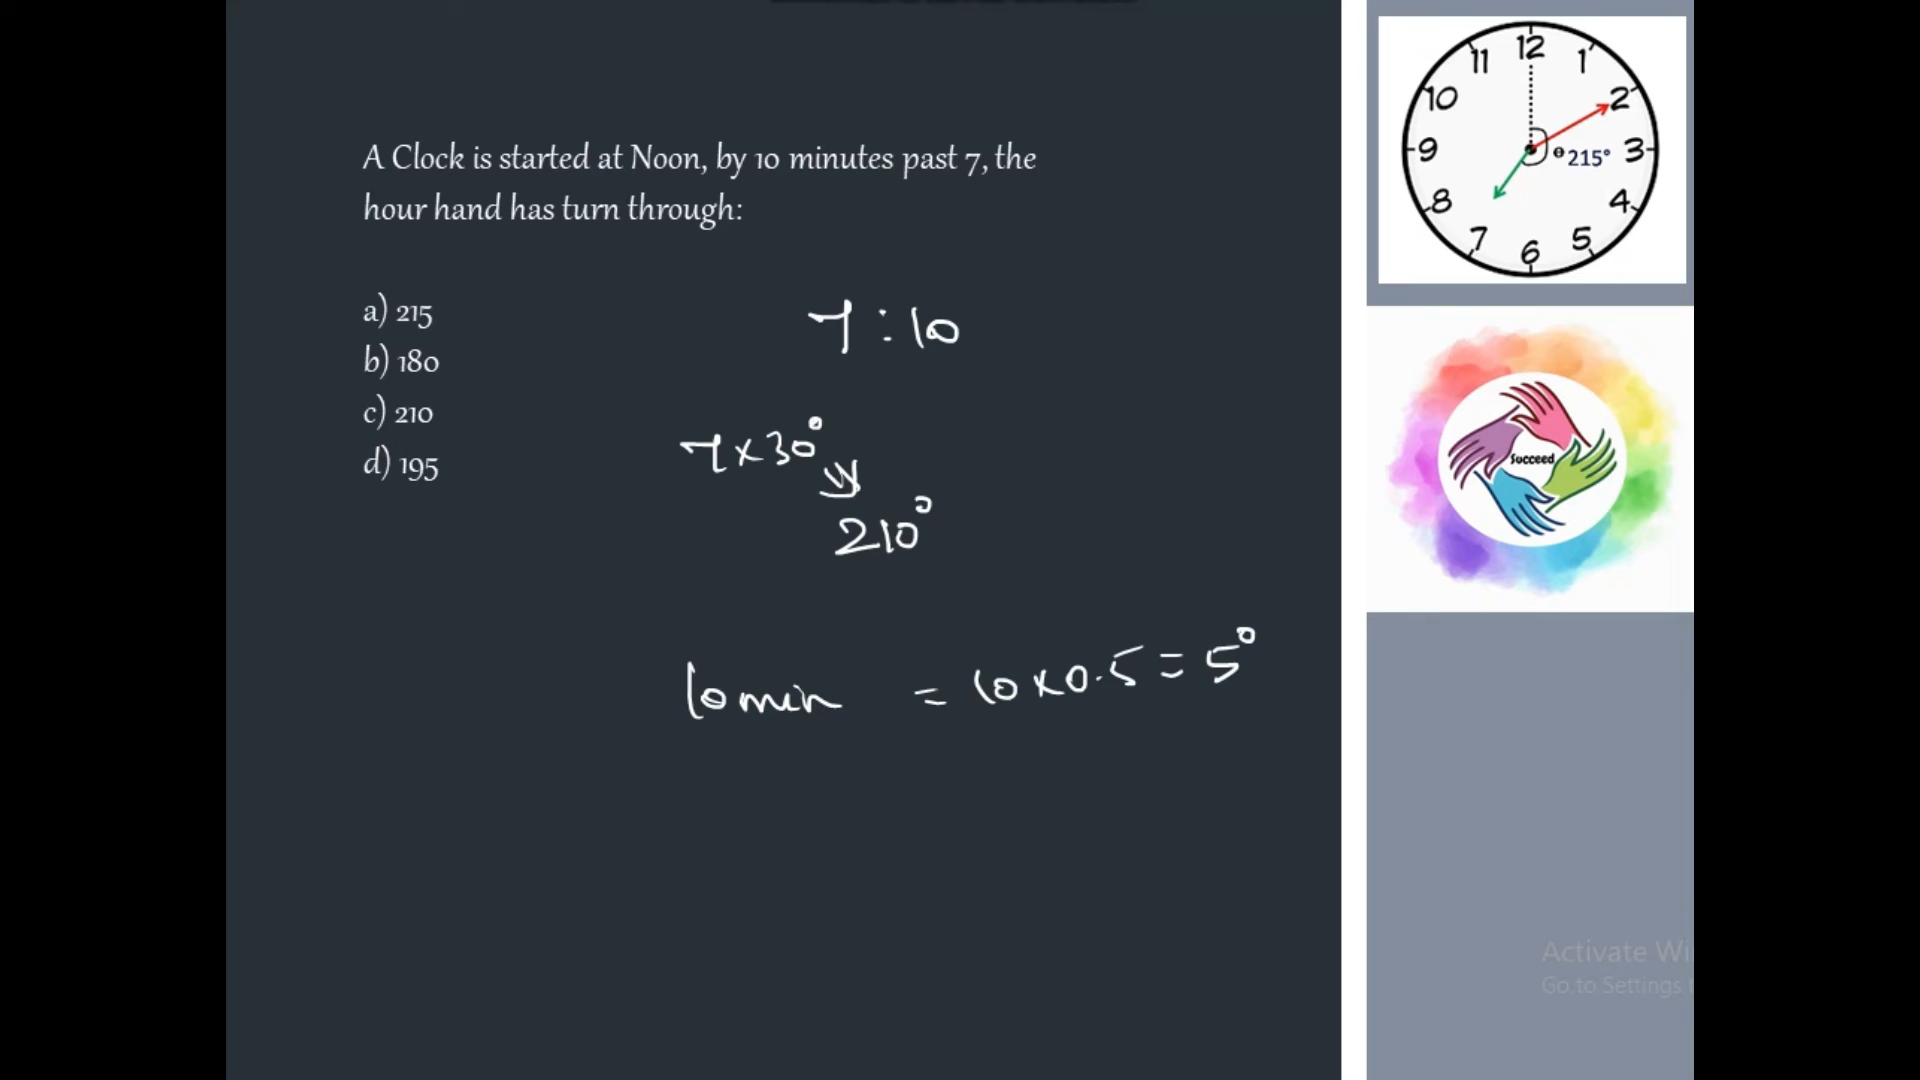 A Clock is started at Noon, by 10 minutes past 7, the
hour hand has turn through:
a) 215
b) 180
c) 210
d) 195
7 : 10
7 × 30°
210°
10 min = 10 × 0.5 = 5°
12
11
1
10
2
9
3
ɵ 215°
8
4
7
5
6
Succeed
Activate Wi
Go to Settings t